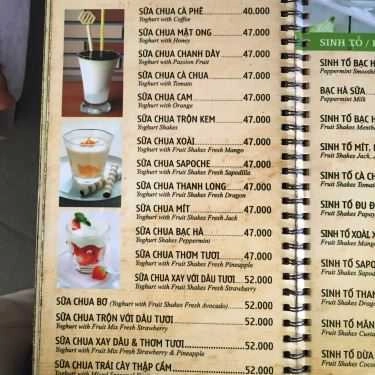 SỮA CHUA CÀ PHÊ 40.000
Yoghurt with Coffee
SỮA CHUA MẬT ONG 47.000
Yoghurt with Honey
SỮA CHUA CHANH DÂY 47.000
Yoghurt with Passion Fruit
SỮA CHUA CÀ CHUA 47.000
Yoghurt with Tomato
SỮA CHUA CAM 47.000
Yoghurt with Orange
SỮA CHUA TRỘN KEM 47.000
Yoghurt Shakes
SỮA CHUA XOÀI 47.000
Yoghurt with Fruit Shakes Fresh Mango
SỮA CHUA SAPOCHE 47.000
Yoghurt with Fruit Shakes Fresh Sapodilla
SỮA CHUA THANH LONG 47.000
Yoghurt with Fruit Shakes Fresh Dragon
SỮA CHUA MÍT 47.000
Yoghurt with Fruit Shakes Fresh Jack
SỮA CHUA BẠC HÀ 47.000
Yoghurt Shakes Peppermint
SỮA CHUA THƠM TƯƠI 47.000
Yoghurt with Fruit Shakes Fresh Pineapple
SỮA CHUA XAY VỚI DÂU TƯƠI 52.000
Yoghurt with Fruit Shakes Fresh Strawberry
SỮA CHUA BƠ (Yoghurt with Fruit Shakes Fresh Avocado) 52.000
SỮA CHUA TRỘN VỚI DÂU TƯƠI 52.000
Yoghurt with Fruit Mix Fresh Strawberry
SỮA CHUA XAY DÂU & THƠM TƯƠI 52.000
Yoghurt with Fruit Mix Fresh Strawberry & Pineapple
SỮA CHUA TRÁI CÂY THẬP CẨM 52.000
SINH TỐ /
SINH TỐ BẠC H
Peppermint Smooth
BẠC HÀ SỮA
Peppermint Milk
SINH TỐ BẠC H
Fruit Shakes Mentha
SINH TỐ MÍT,
Fruit Shakes Jack,
SINH TỐ CÀ CH
Fruit Shakes Tomat
SINH TỐ ĐU Đ
Fruit Shakes Papay
SINH TỐ XOÀI X
Fruit Shakes Mango
SINH TỐ SAPO
Fruit Shakes Sapod
SINH TỐ THAN
Fruit Shakes Drago
SINH TỐ MÃN
Fruit Shakes Custa
SINH TỐ DỪA